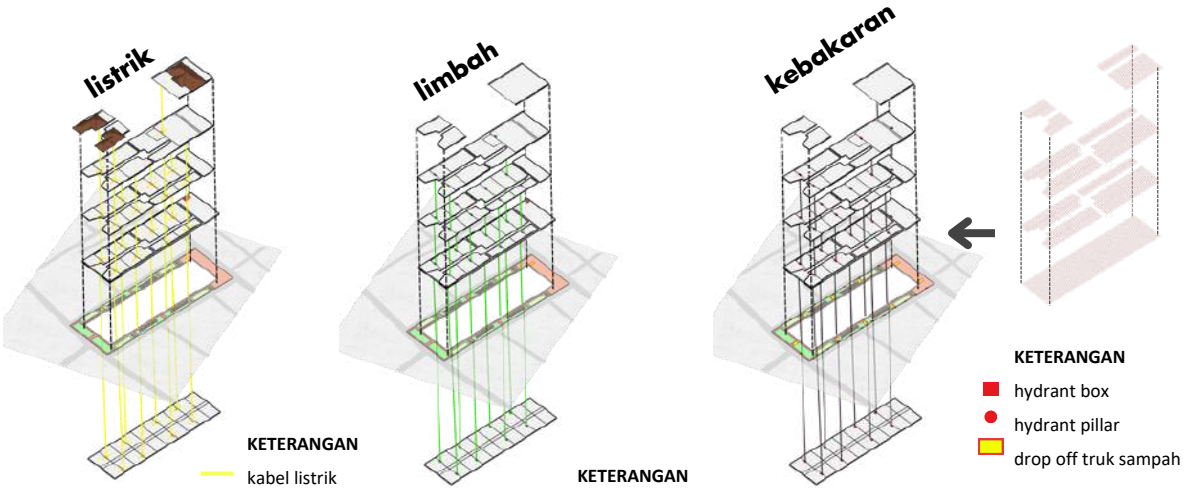 listrik
limbah
kebakaran
KETERANGAN
kabel listrik
KETERANGAN
KETERANGAN
hydrant box
hydrant pillar
drop off truk sampah